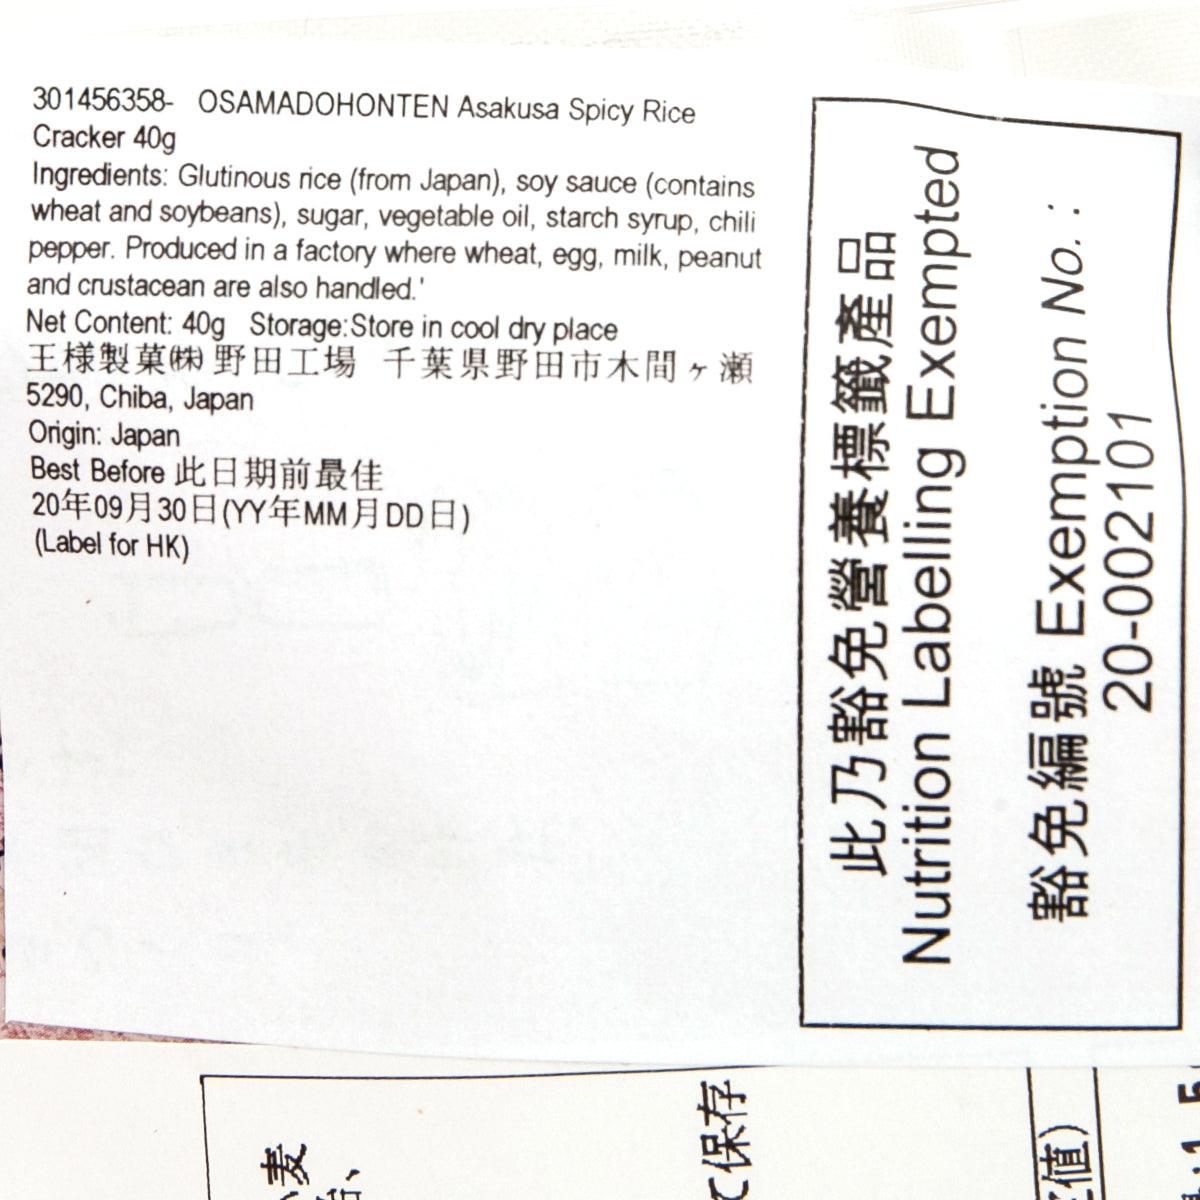 301456358- OSAMADOHONTEN Asakusa Spicy Rice
Cracker 40g
Ingredients: Glutinous rice (from Japan), soy sauce (contains
wheat and soybeans), sugar, vegetable oil, starch syrup, chili
pepper. Produced in a factory where wheat, egg, milk, peanut
and crustacean are also handled.'
Net Content: 40g Storage:Store in cool dry place
王様製菓㈱ 野田工場 千葉県野田市木間ヶ瀬
5290, Chiba, Japan
Origin: Japan
Best Before 此日期前最佳
20年09月30日(YY年MM月DD日)
(Label for HK)
此乃豁免營養標籤產品
Nutrition Labelling Exempted
豁免編號 Exemption No. :
20-002101
麦
保存
値)